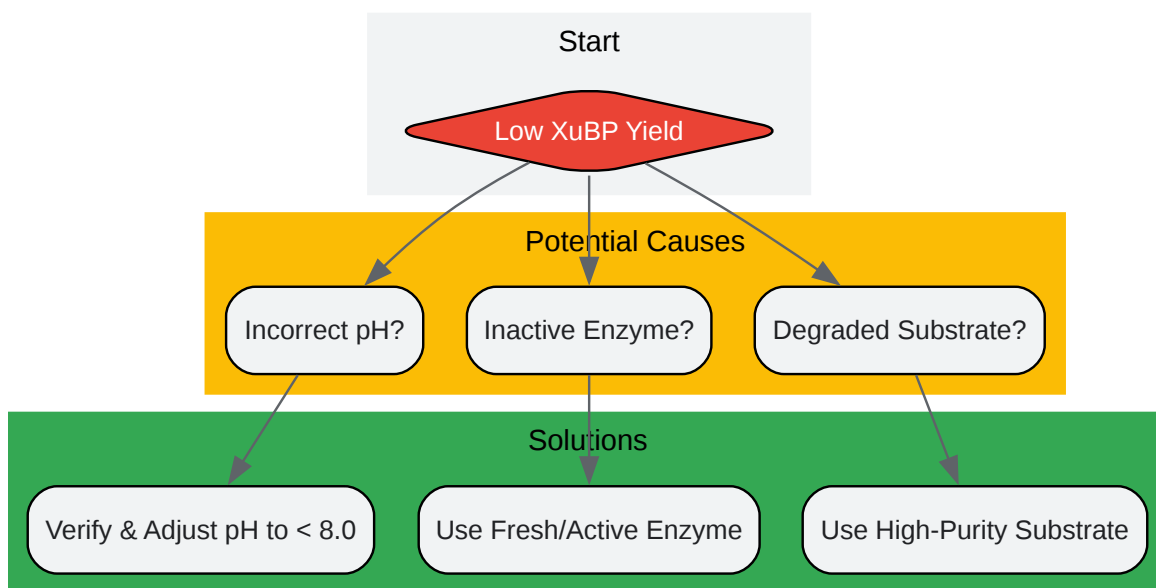 Start
Low XuBP Yield
Potential Causes
Incorrect pH?
Inactive Enzyme?
Degraded Substrate?
Solutions
Verify & Adjust pH to < 8.0
Use Fresh/Active Enzyme
Use High-Purity Substrate